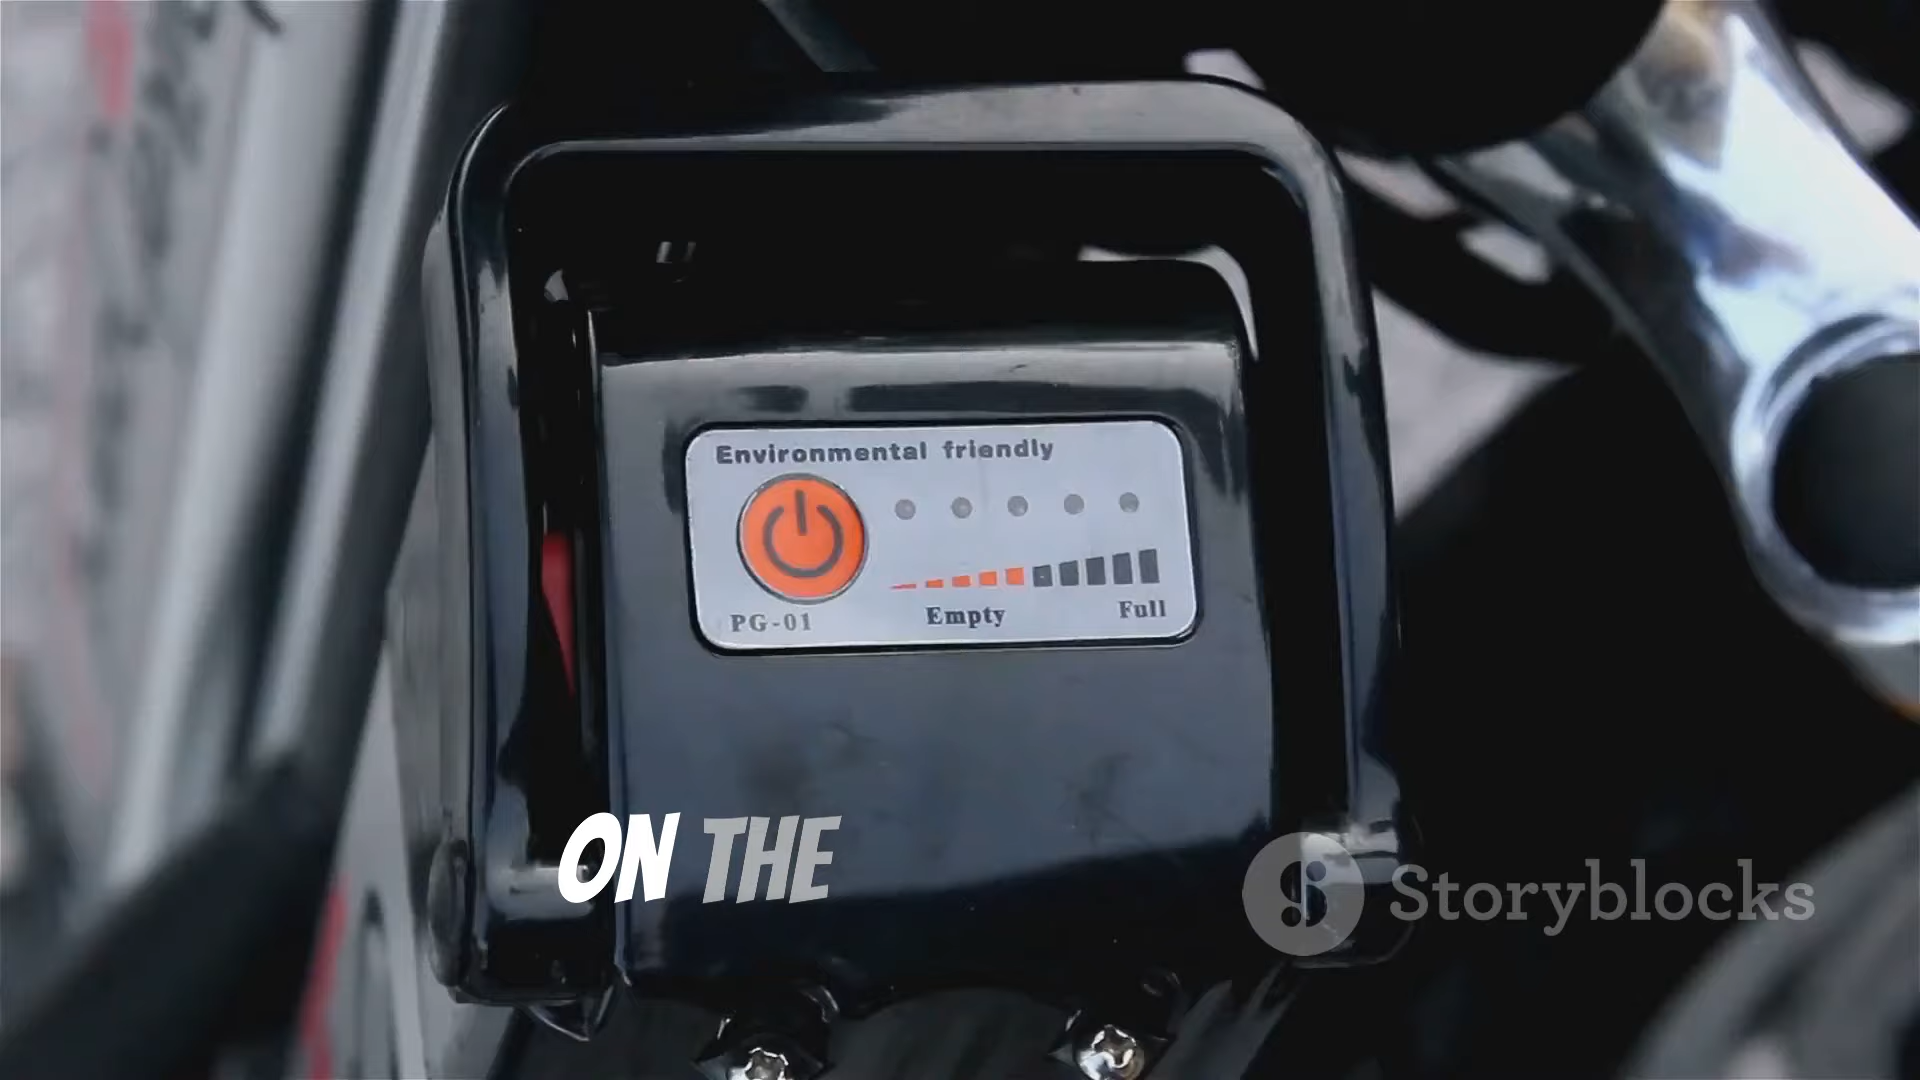 Environmental friendly
PG-01
Empty
Full
ON THE
Storyblocks